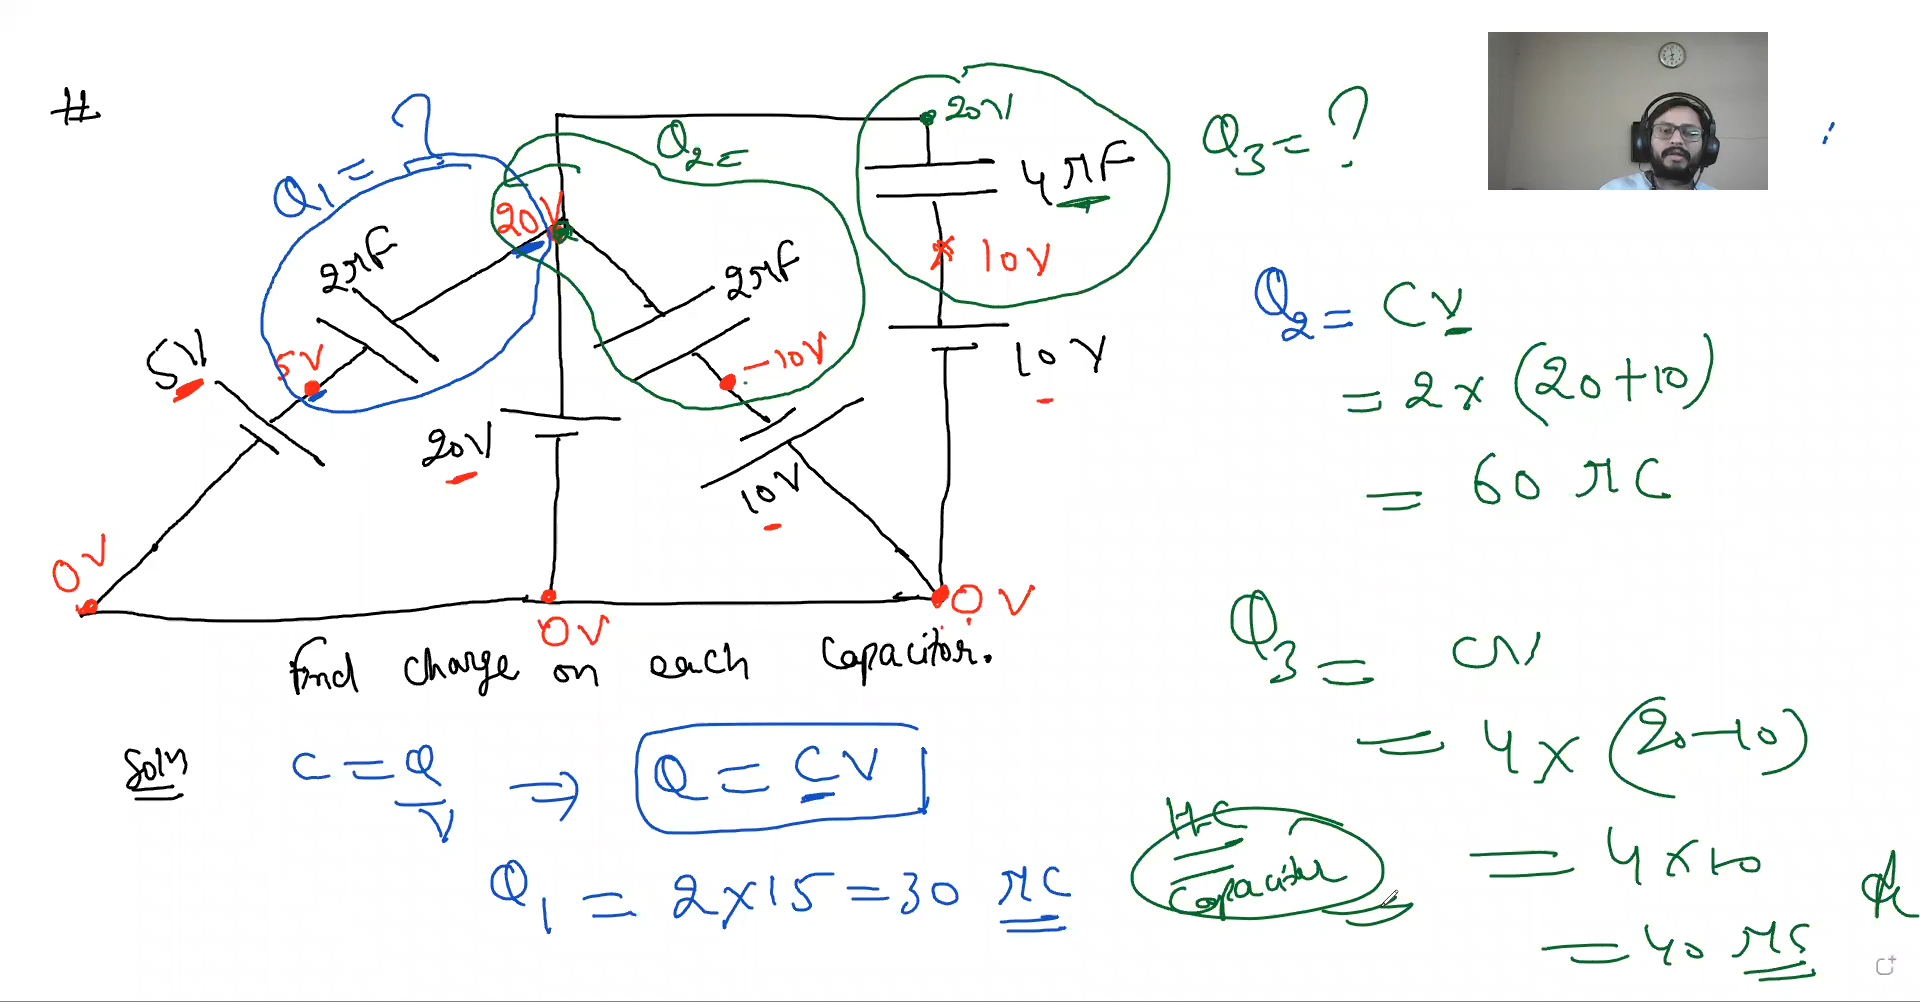 #
Q1 = ?
Q2 =
20V
Q3 = ?
4μF
20V
2μF
2μF
10V
5V
5V
-10V
20V
10V
10V
0V
0V
0V
Find charge on each Capacitor.
Soln
C = Q/V ⇒ Q = CV
Q1 = 2×15 = 30 μC
Q2 = CV
= 2 × (20+10)
= 60 μC
Q3 = CV
= 4 × (20-10)
= 4×10
= 40 μC
H-C
Capacitor